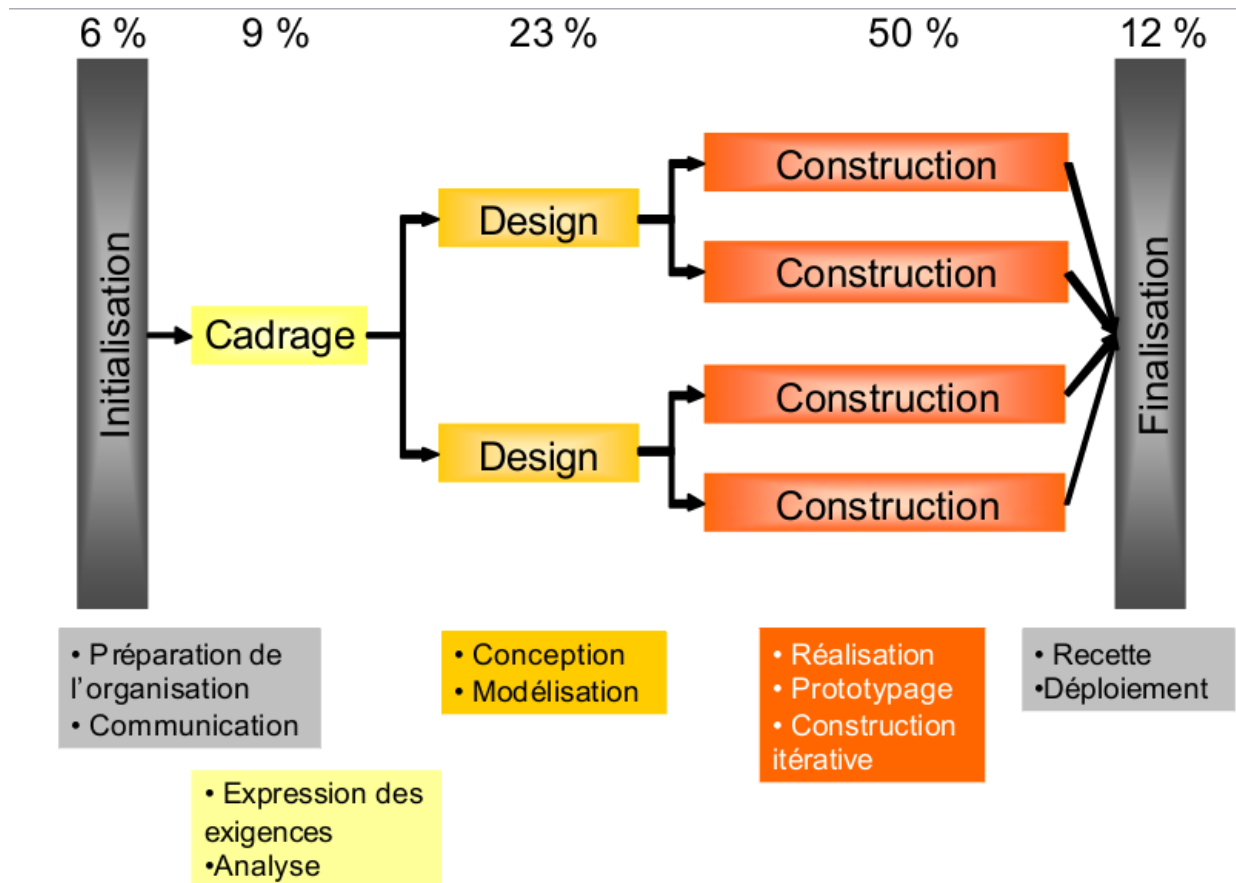 6 % 9 % 23 % 50 % 12 %
Initialisation
Cadrage
Design
Design
Construction
Construction
Construction
Construction
Finalisation
• Préparation de
l'organisation
• Communication
• Expression des
exigences
•Analyse
• Conception
• Modélisation
• Réalisation
• Prototypage
• Construction
itérative
• Recette
•Déploiement